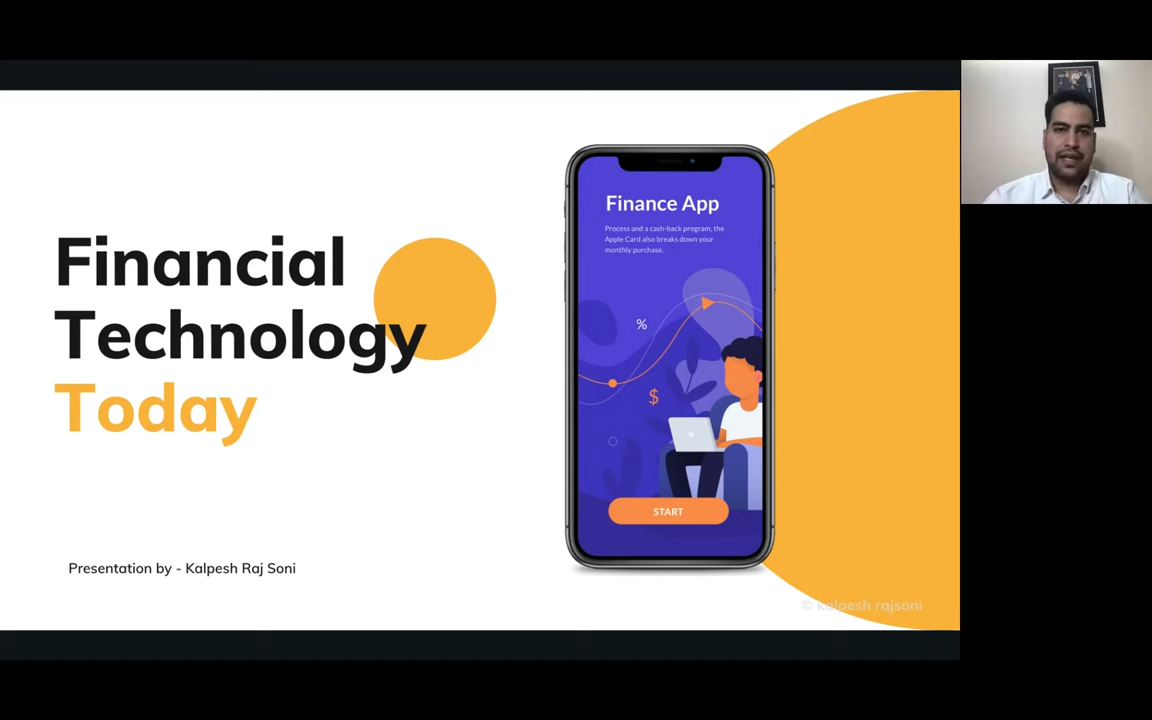 Financial
Technology
Today
Presentation by - Kalpesh Raj Soni
Finance App
Process and a cash-back program, the
Apple Card also breaks down your
monthly purchase.
%
$
START
© kalpesh rajsoni